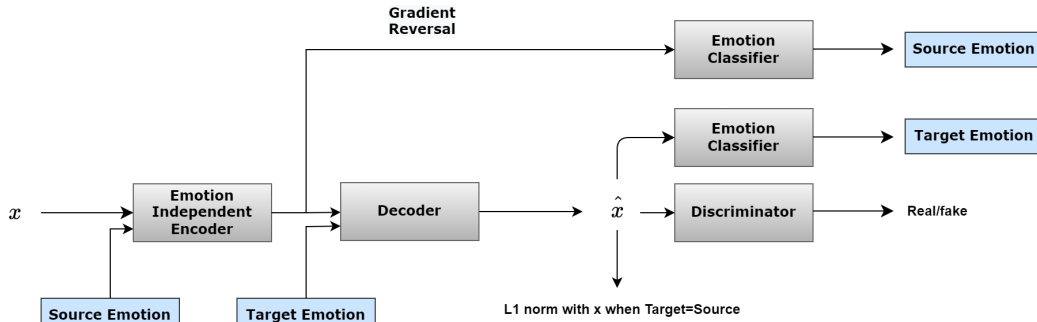 Gradient
Reversal
Emotion
Classifier
Source Emotion
Emotion
Classifier
Target Emotion
x
Emotion
Independent
Encoder
Decoder
x̂
Discriminator
Real/fake
Source Emotion
Target Emotion
L1 norm with x when Target=Source